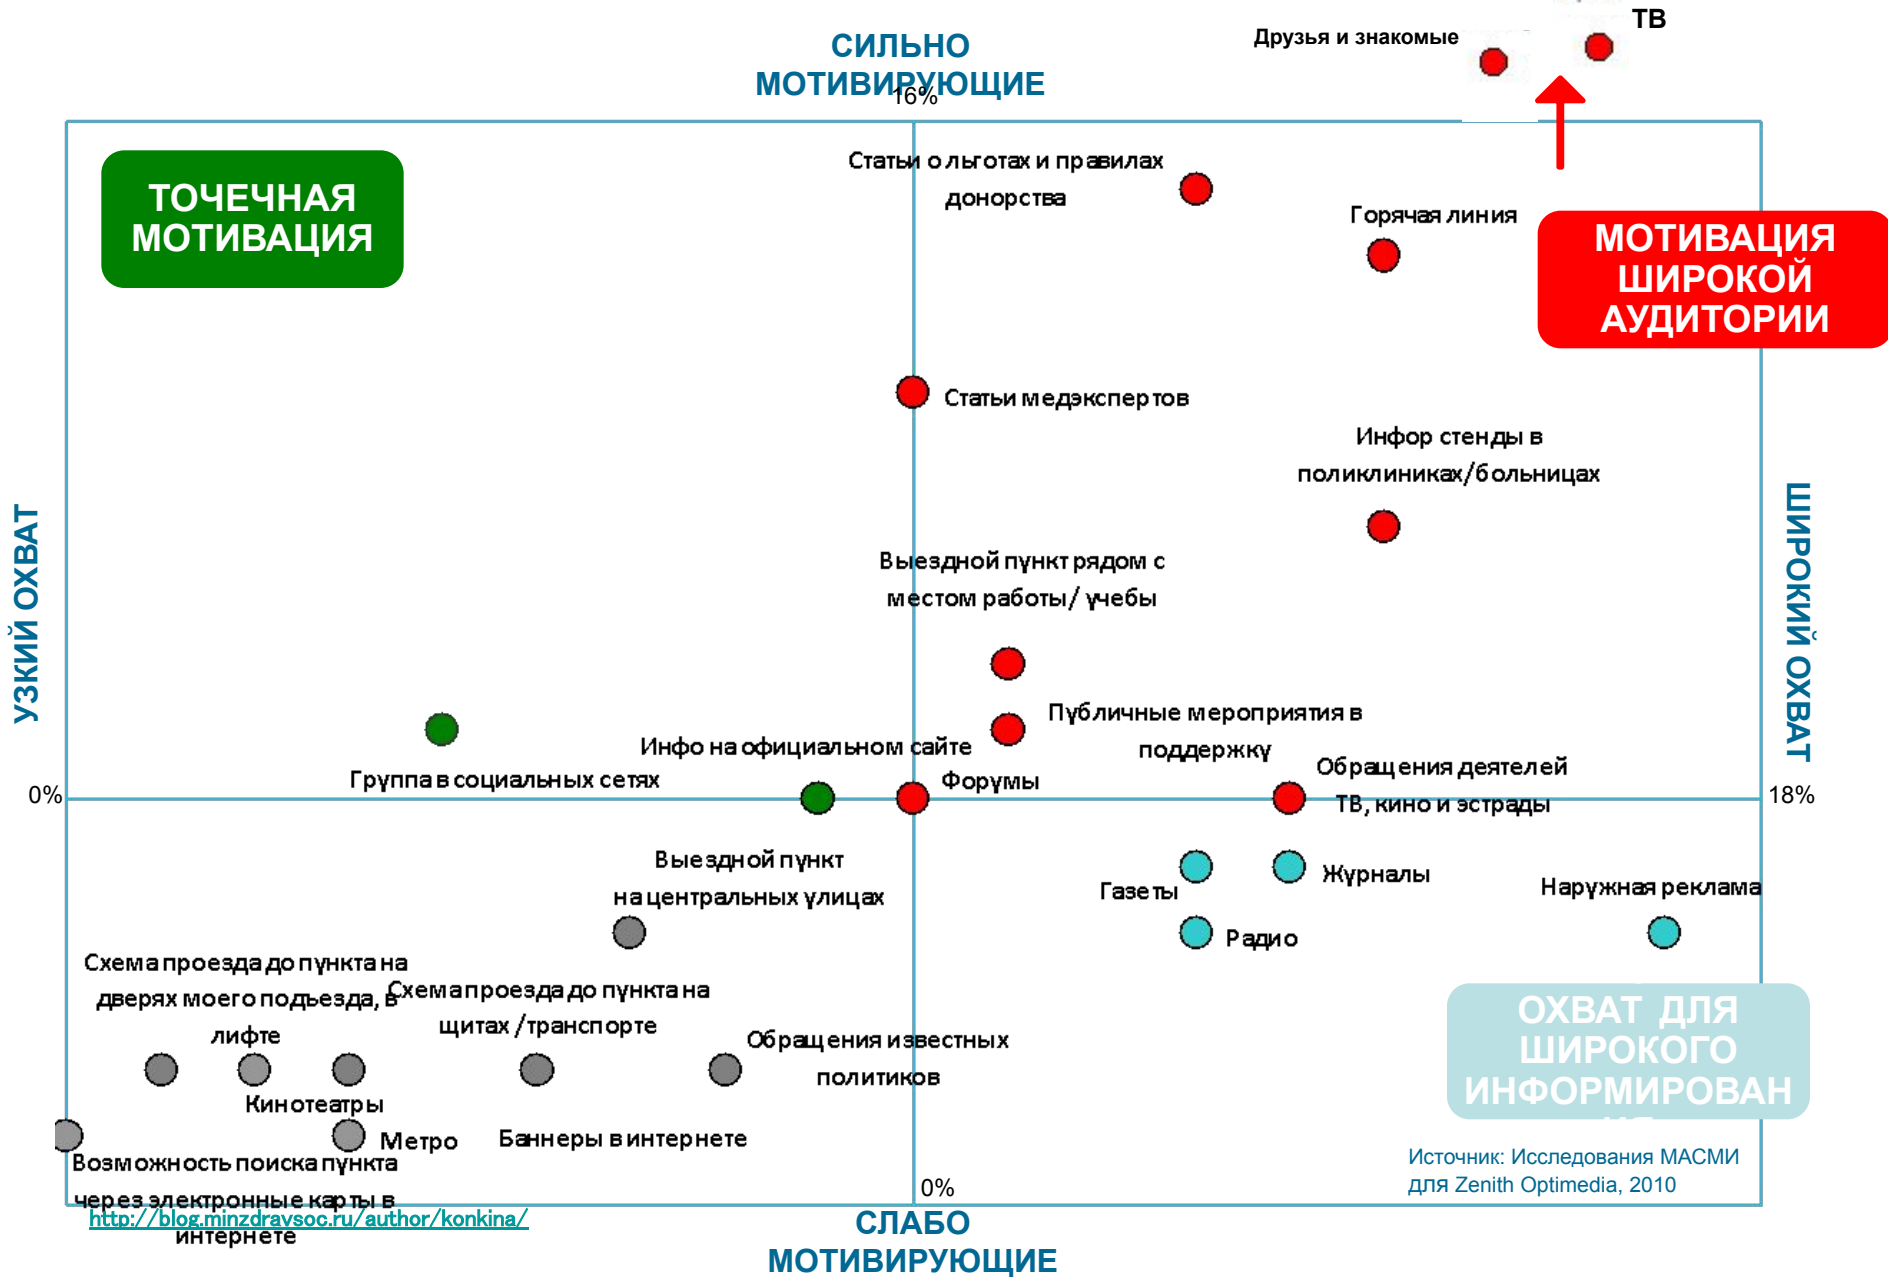 ТВ
Друзья и знакомые
СИЛЬНО
МОТИВИРУЮЩИЕ
16%
ТОЧЕЧНАЯ
МОТИВАЦИЯ
Статьи о льготах и правилах
донорства
Горячая линия
МОТИВАЦИЯ
ШИРОКОЙ
АУДИТОРИИ
Статьи медэкспертов
Инфор стенды в
поликлиниках/больницах
УЗКИЙ ОХВАТ
ШИРОКИЙ ОХВАТ
Выездной пункт рядом с
местом работы/ учебы
Публичные мероприятия в
поддержку
Инфо на официальном сайте
Группа в социальных сетях
Форумы
Обращения деятелей
ТВ, кино и эстрады
0%
18%
Выездной пункт
на центральных улицах
Газеты
Журналы
Наружная реклама
Радио
Схема проезда до пункта на
дверях моего подъезда, в
лифте
Схема проезда до пункта на
щитах /транспорте
Обращения известных
политиков
ОХВАТ ДЛЯ
ШИРОКОГО
ИНФОРМИРОВАН
Кинотеатры
Метро
Баннеры в интернете
Возможность поиска пункта
через электронные карты в
интернете
http://blog.minzdravsoc.ru/author/konkina/
Источник: Исследования МАСМИ
для Zenith Optimedia, 2010
0%
СЛАБО
МОТИВИРУЮЩИЕ